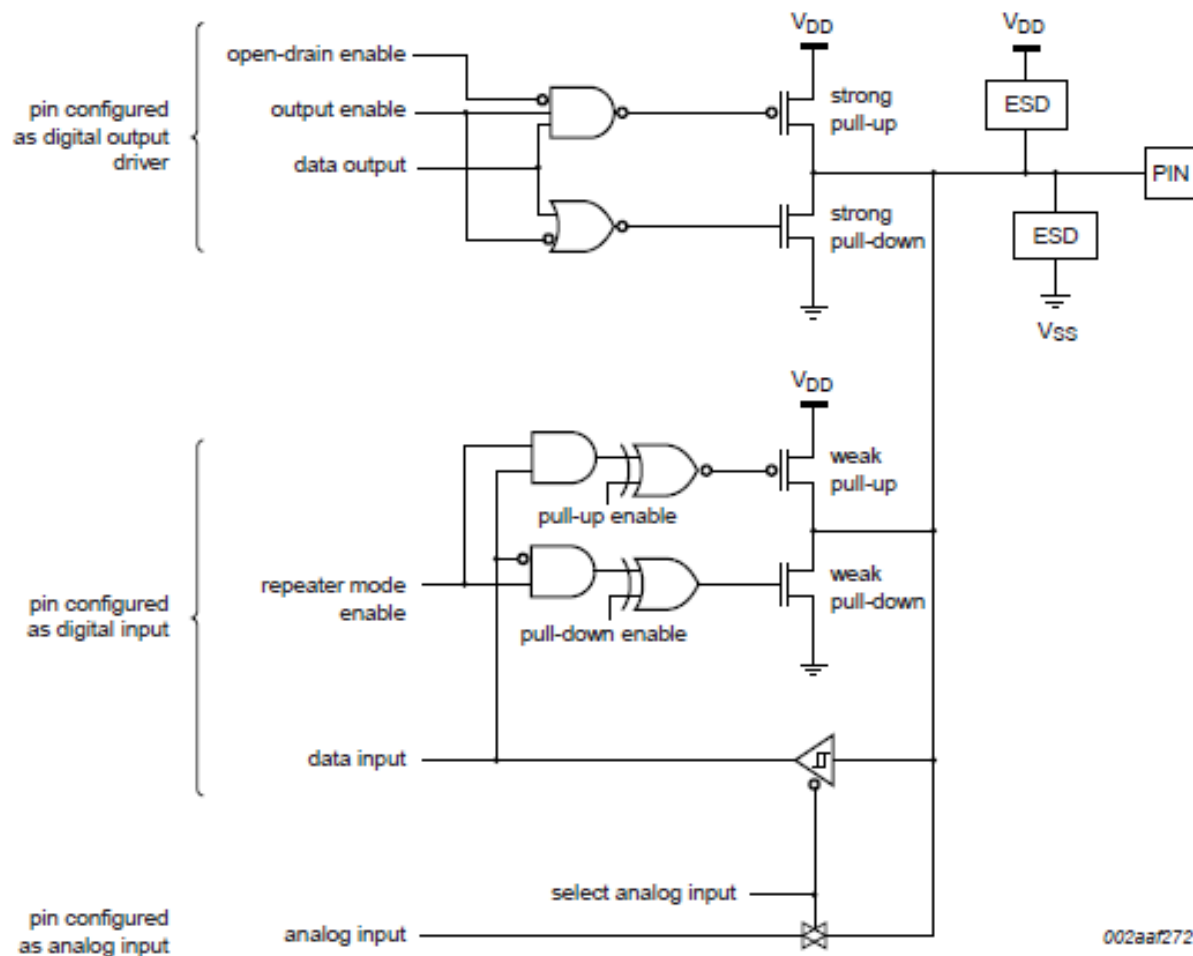 VDD
VDD
open-drain enable
output enable
data output
pin configured
as digital output
driver
strong
pull-up
ESD
PIN
strong
pull-down
ESD
VSS
VDD
weak
pull-up
pull-up enable
repeater mode
enable
pull-down enable
weak
pull-down
pin configured
as digital input
data input
select analog input
analog input
pin configured
as analog input
002aaf272